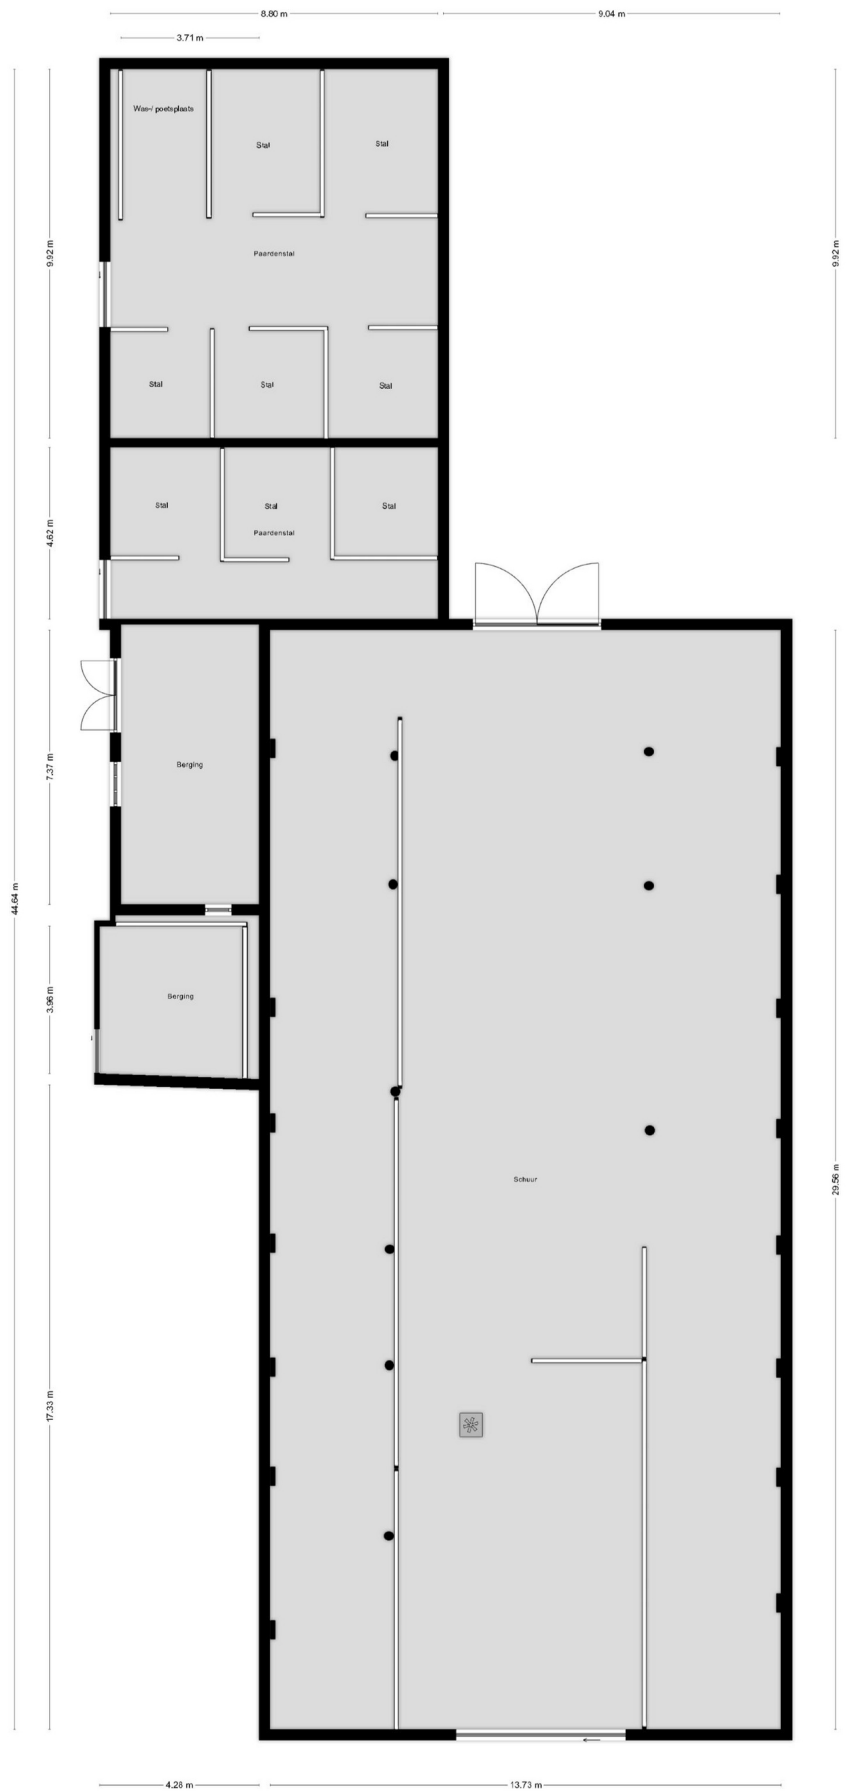 8.80 m
9.04 m
3.71 m
Was-/ poetsplaats
Stal
Stal
Paardenstal
9.92 m
9.92 m
Stal
Stal
Stal
Stal
Stal
Stal
Paardenstal
4.62 m
Berging
7.37 m
44.64 m
Berging
3.96 m
Schuur
29.56 m
17.33 m
4.28 m
13.73 m